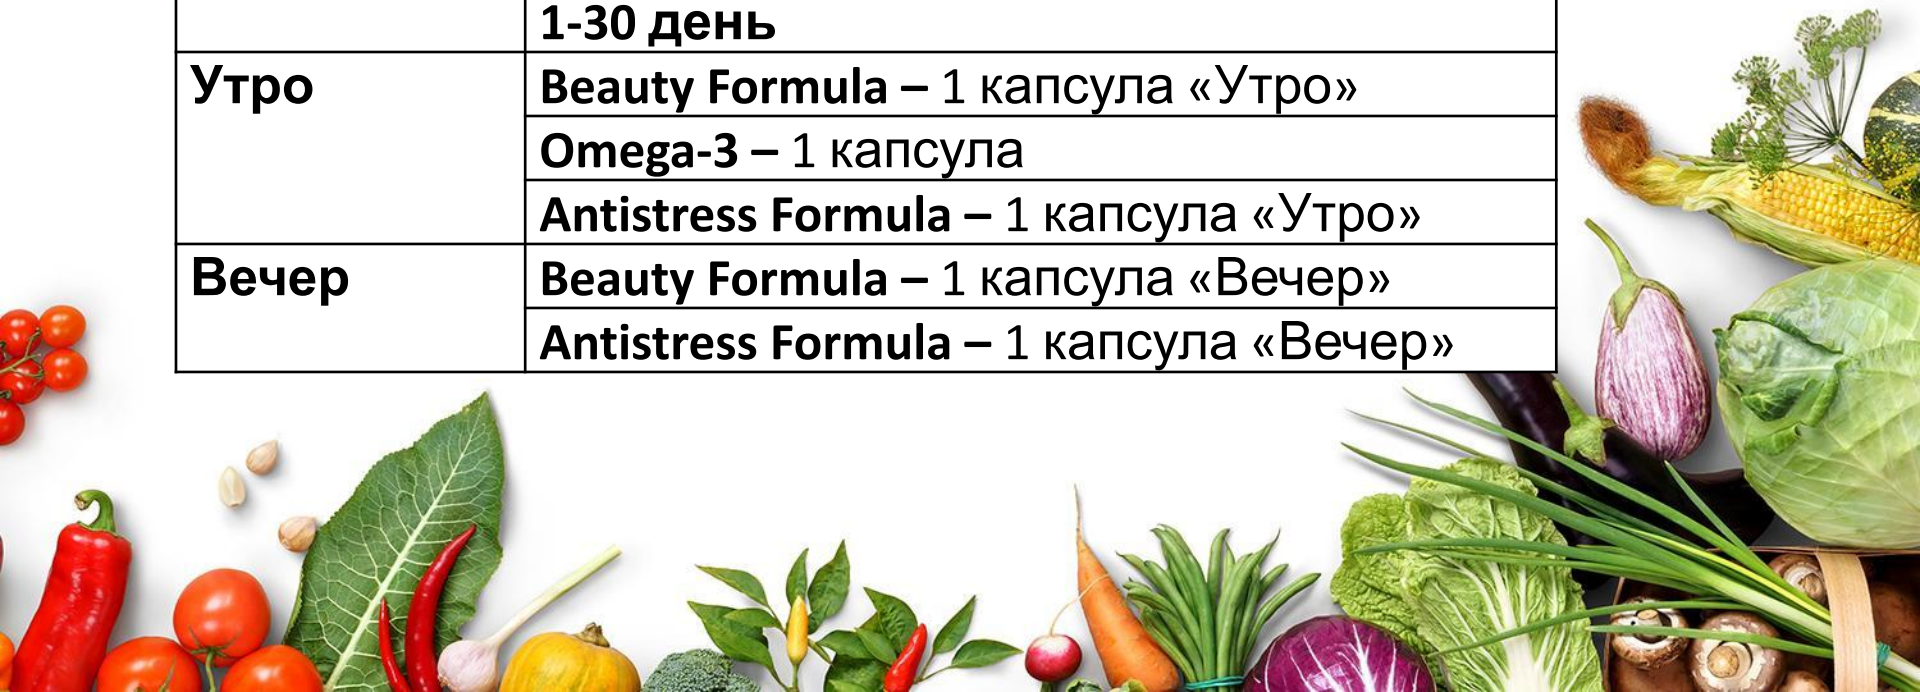 1-30 день
Утро
Beauty Formula – 1 капсула «Утро»
Omega-3 – 1 капсула
Antistress Formula – 1 капсула «Утро»
Вечер
Beauty Formula – 1 капсула «Вечер»
Antistress Formula – 1 капсула «Вечер»